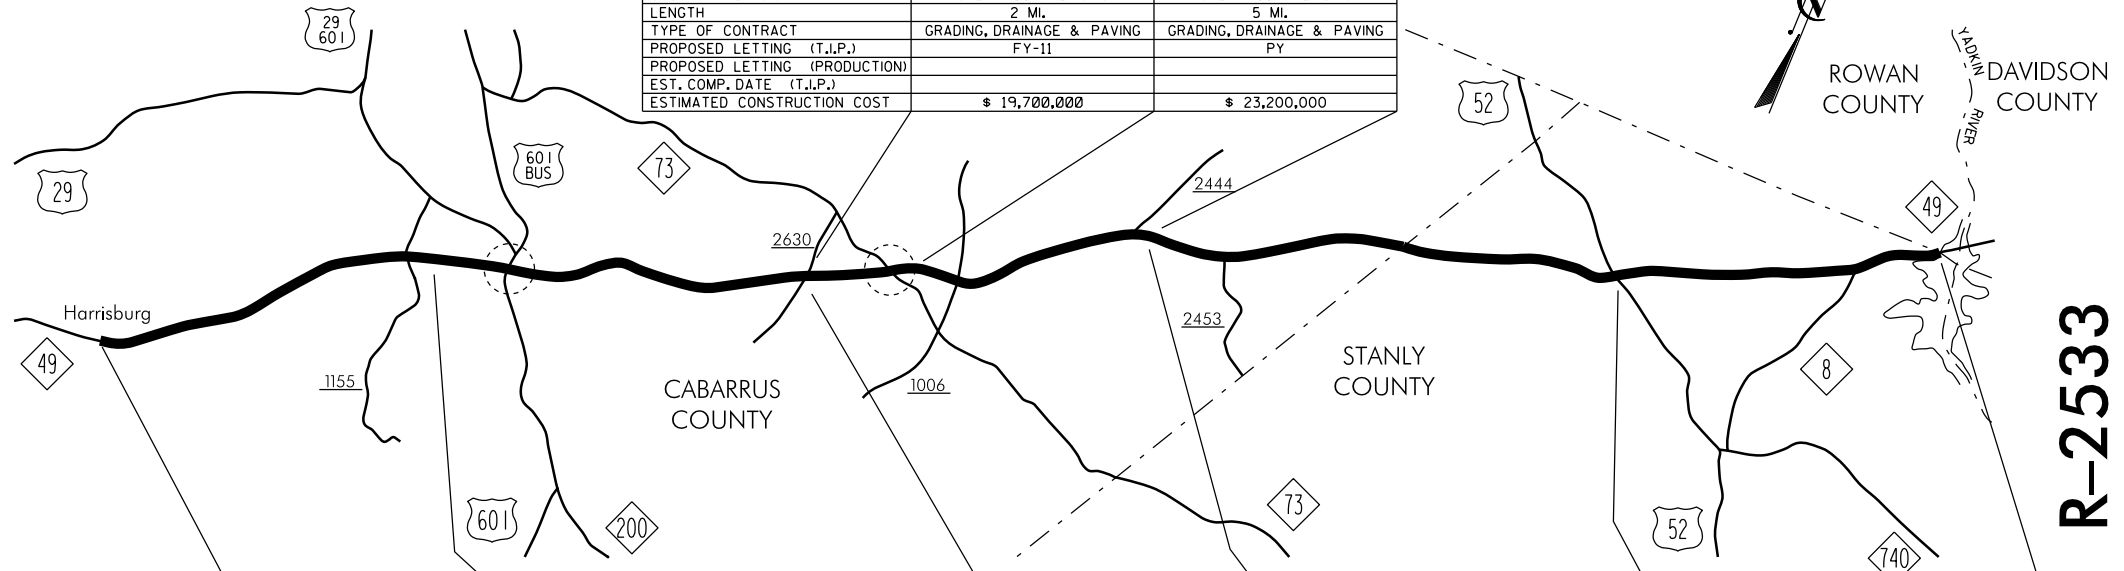 LENGTH 2 MI. 5 MI.
TYPE OF CONTRACT GRADING, DRAINAGE & PAVING GRADING, DRAINAGE & PAVING
PROPOSED LETTING (T.I.P.) FY-11 PY
PROPOSED LETTING (PRODUCTION)
EST. COMP. DATE (T.I.P.)
ESTIMATED CONSTRUCTION COST $ 19,700,000 $ 23,200,000
29
601
29
601
BUS
73
52
ROWAN
COUNTY
YADKIN
RIVER
DAVIDSON
COUNTY
2444
49
2630
Harrisburg
49
1155
CABARRUS
COUNTY
1006
2453
STANLY
COUNTY
8
601
200
73
52
740
R-2533